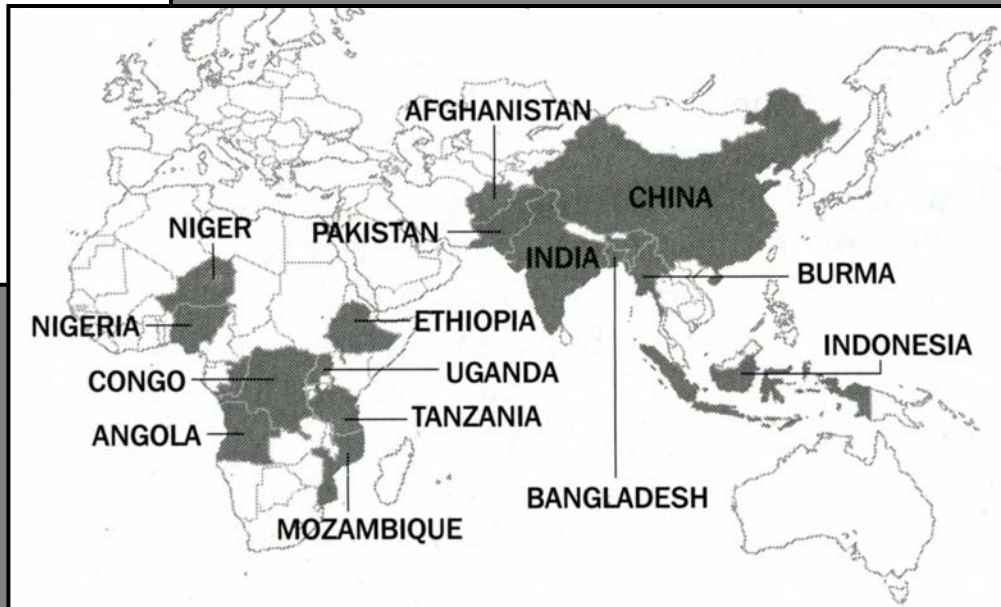 AFGHANISTAN
CHINA
NIGER
PAKISTAN
INDIA
BURMA
NIGERIA
ETHIOPIA
INDONESIA
CONGO
UGANDA
ANGOLA
TANZANIA
BANGLADESH
MOZAMBIQUE